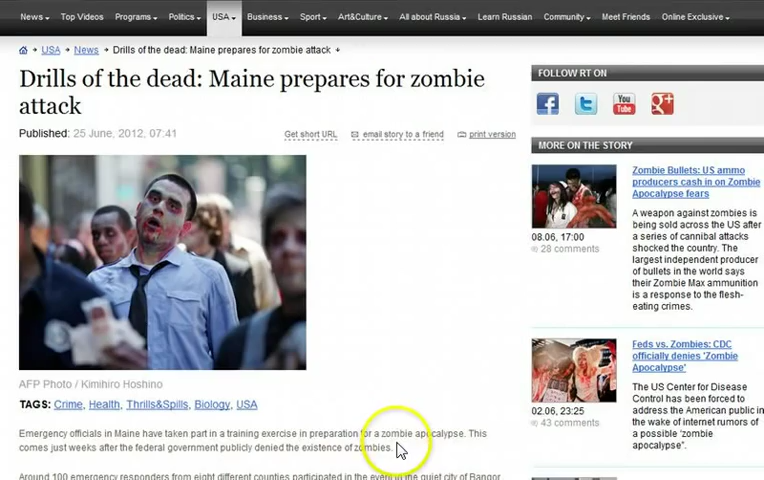 News Top Videos Programs Politics USA Business Sport Art&Culture All about Russia Learn Russian Community Meet Friends Online Exclusive
USA News Drills of the dead: Maine prepares for zombie attack +
Drills of the dead: Maine prepares for zombie
attack
Published: 25 June, 2012, 07:41
Get short URL email story to a friend print version
AFP Photo / Kimihiro Hoshino
TAGS: Crime, Health, Thrills&Spills, Biology, USA
Emergency officials in Maine have taken part in a training exercise in preparation for a zombie apocalypse. This
comes just weeks after the federal government publicly denied the existence of zombies.
Around 100 emergency responders from eight different counties participated in the event in the quiet city of Bangor
FOLLOW RT ON
You
Tube
MORE ON THE STORY
Zombie Bullets: US ammo
producers cash in on Zombie
Apocalypse fears
08.06, 17:00
28 comments
A weapon against zombies is
being sold across the US after
a series of cannibal attacks
shocked the country. The
largest independent producer
of bullets in the world says
their Zombie Max ammunition
is a response to the flesh-
eating crimes.
Feds vs. Zombies: CDC
officially denies 'Zombie
Apocalypse'
02.06, 23:25
43 comments
The US Center for Disease
Control has been forced to
address the American public in
the wake of internet rumors of
a possible 'zombie
apocalypse".